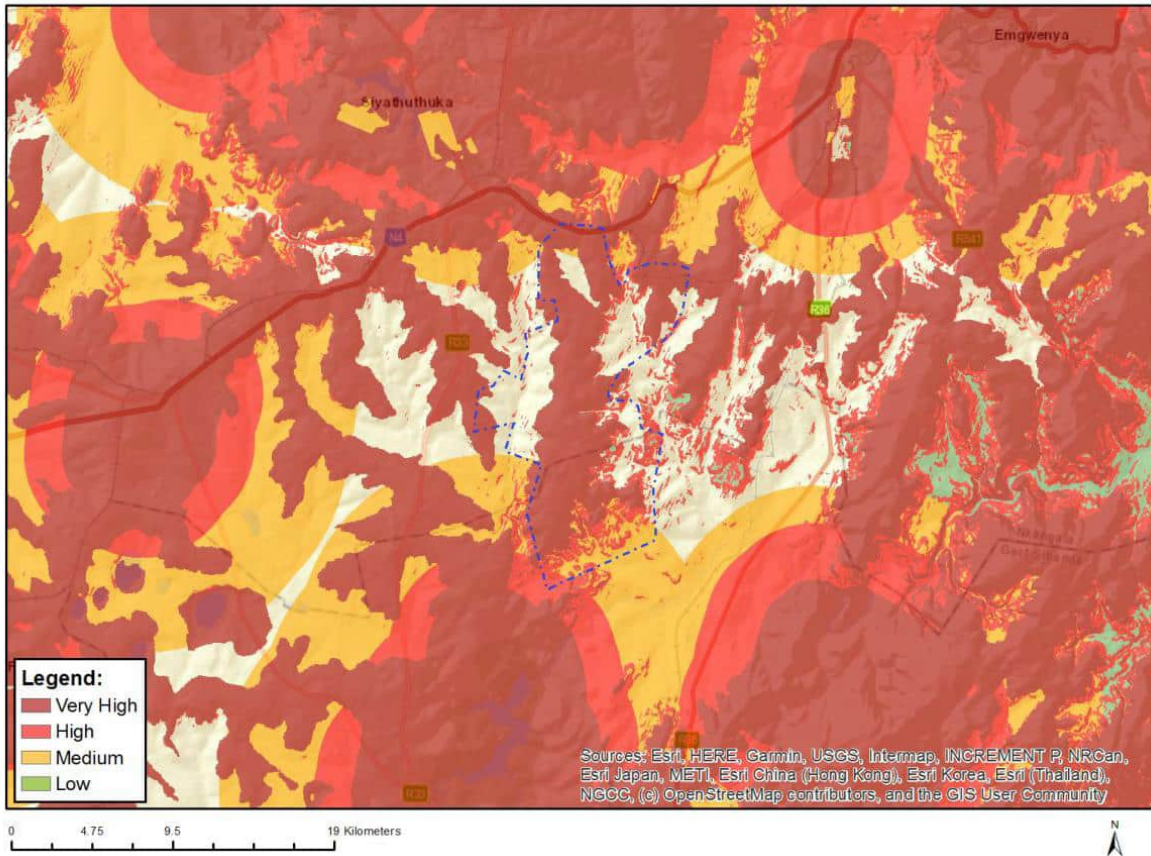 Emgwenya
Siyathuthuka
N4
R541
R36
R33
Nkangala
Legend:
Very High
High
Medium
Low
R33
Sources: Esri, HERE, Garmin, USGS, Intermap, INCREMENT P, NRCan,
Esri Japan, METI, Esri China (Hong Kong), Esri Korea, Esri (Thailand),
NGCC, (c) OpenStreetMap contributors, and the GIS User Community
0 4.75 9.5 19 Kilometers
N